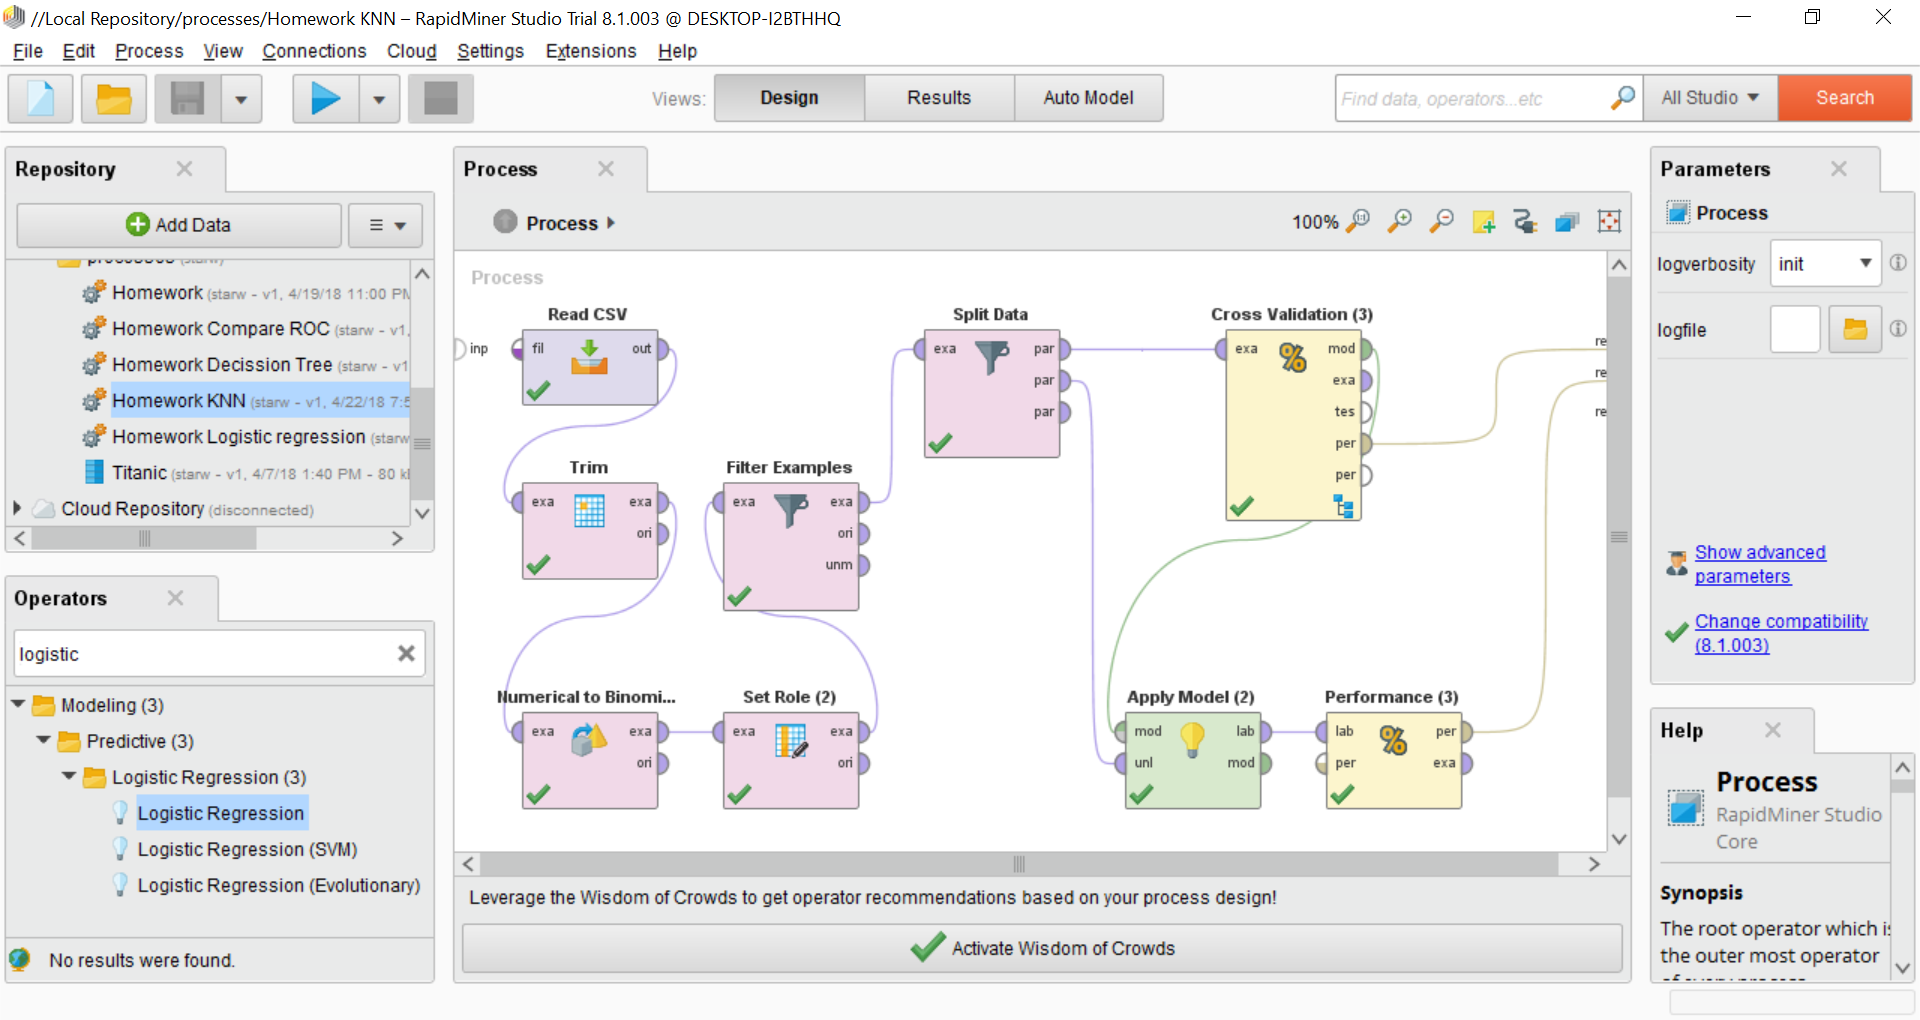 //Local Repository/processes/Homework KNN – RapidMiner Studio Trial 8.1.003 @ DESKTOP-I2BTHHQ
File Edit Process View Connections Cloud Settings Extensions Help
Views: Design Results Auto Model
Find data, operators...etc All Studio Search
Repository
Add Data
processes (starw)
Homework (starw - v1, 4/19/18 11:00 PM
Homework Compare ROC (starw - v1,
Homework Decission Tree (starw - v1
Homework KNN (starw - v1, 4/22/18 7:5
Homework Logistic regression (starw
Titanic (starw - v1, 4/7/18 1:40 PM - 80 k
Cloud Repository (disconnected)
Operators
logistic
Modeling (3)
Predictive (3)
Logistic Regression (3)
Logistic Regression
Logistic Regression (SVM)
Logistic Regression (Evolutionary)
No results were found.
Process
Process
100%
Process
inp
Read CSV
fil out
Trim
exa exa
ori
Numerical to Binomi...
exa exa
ori
Set Role (2)
exa exa
ori
Filter Examples
exa exa
ori
unm
Split Data
exa par
par
par
Cross Validation (3)
exa mod
exa
tes
per
per
Apply Model (2)
mod lab
unl mod
Performance (3)
lab per
per exa
re
re
re
Leverage the Wisdom of Crowds to get operator recommendations based on your process design!
Activate Wisdom of Crowds
Parameters
Process
logverbosity init
logfile
Show advanced
parameters
Change compatibility
(8.1.003)
Help
Process
RapidMiner Studio
Core
Synopsis
The root operator which is
the outer most operator
of every process